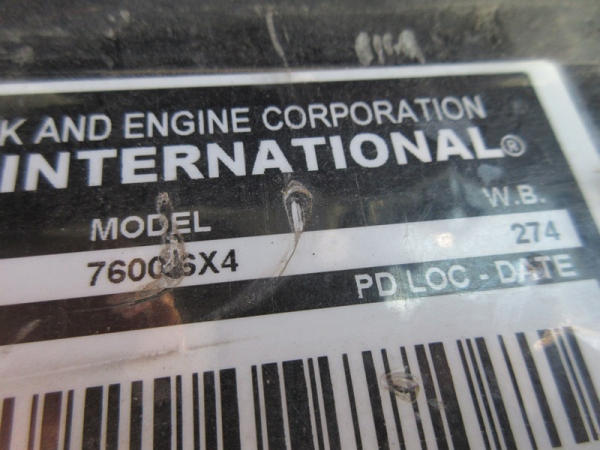 K AND ENGINE CORPORATION
INTERNATIONAL®
MODEL W.B.
7600 6X4 274
PD LOC - DATE